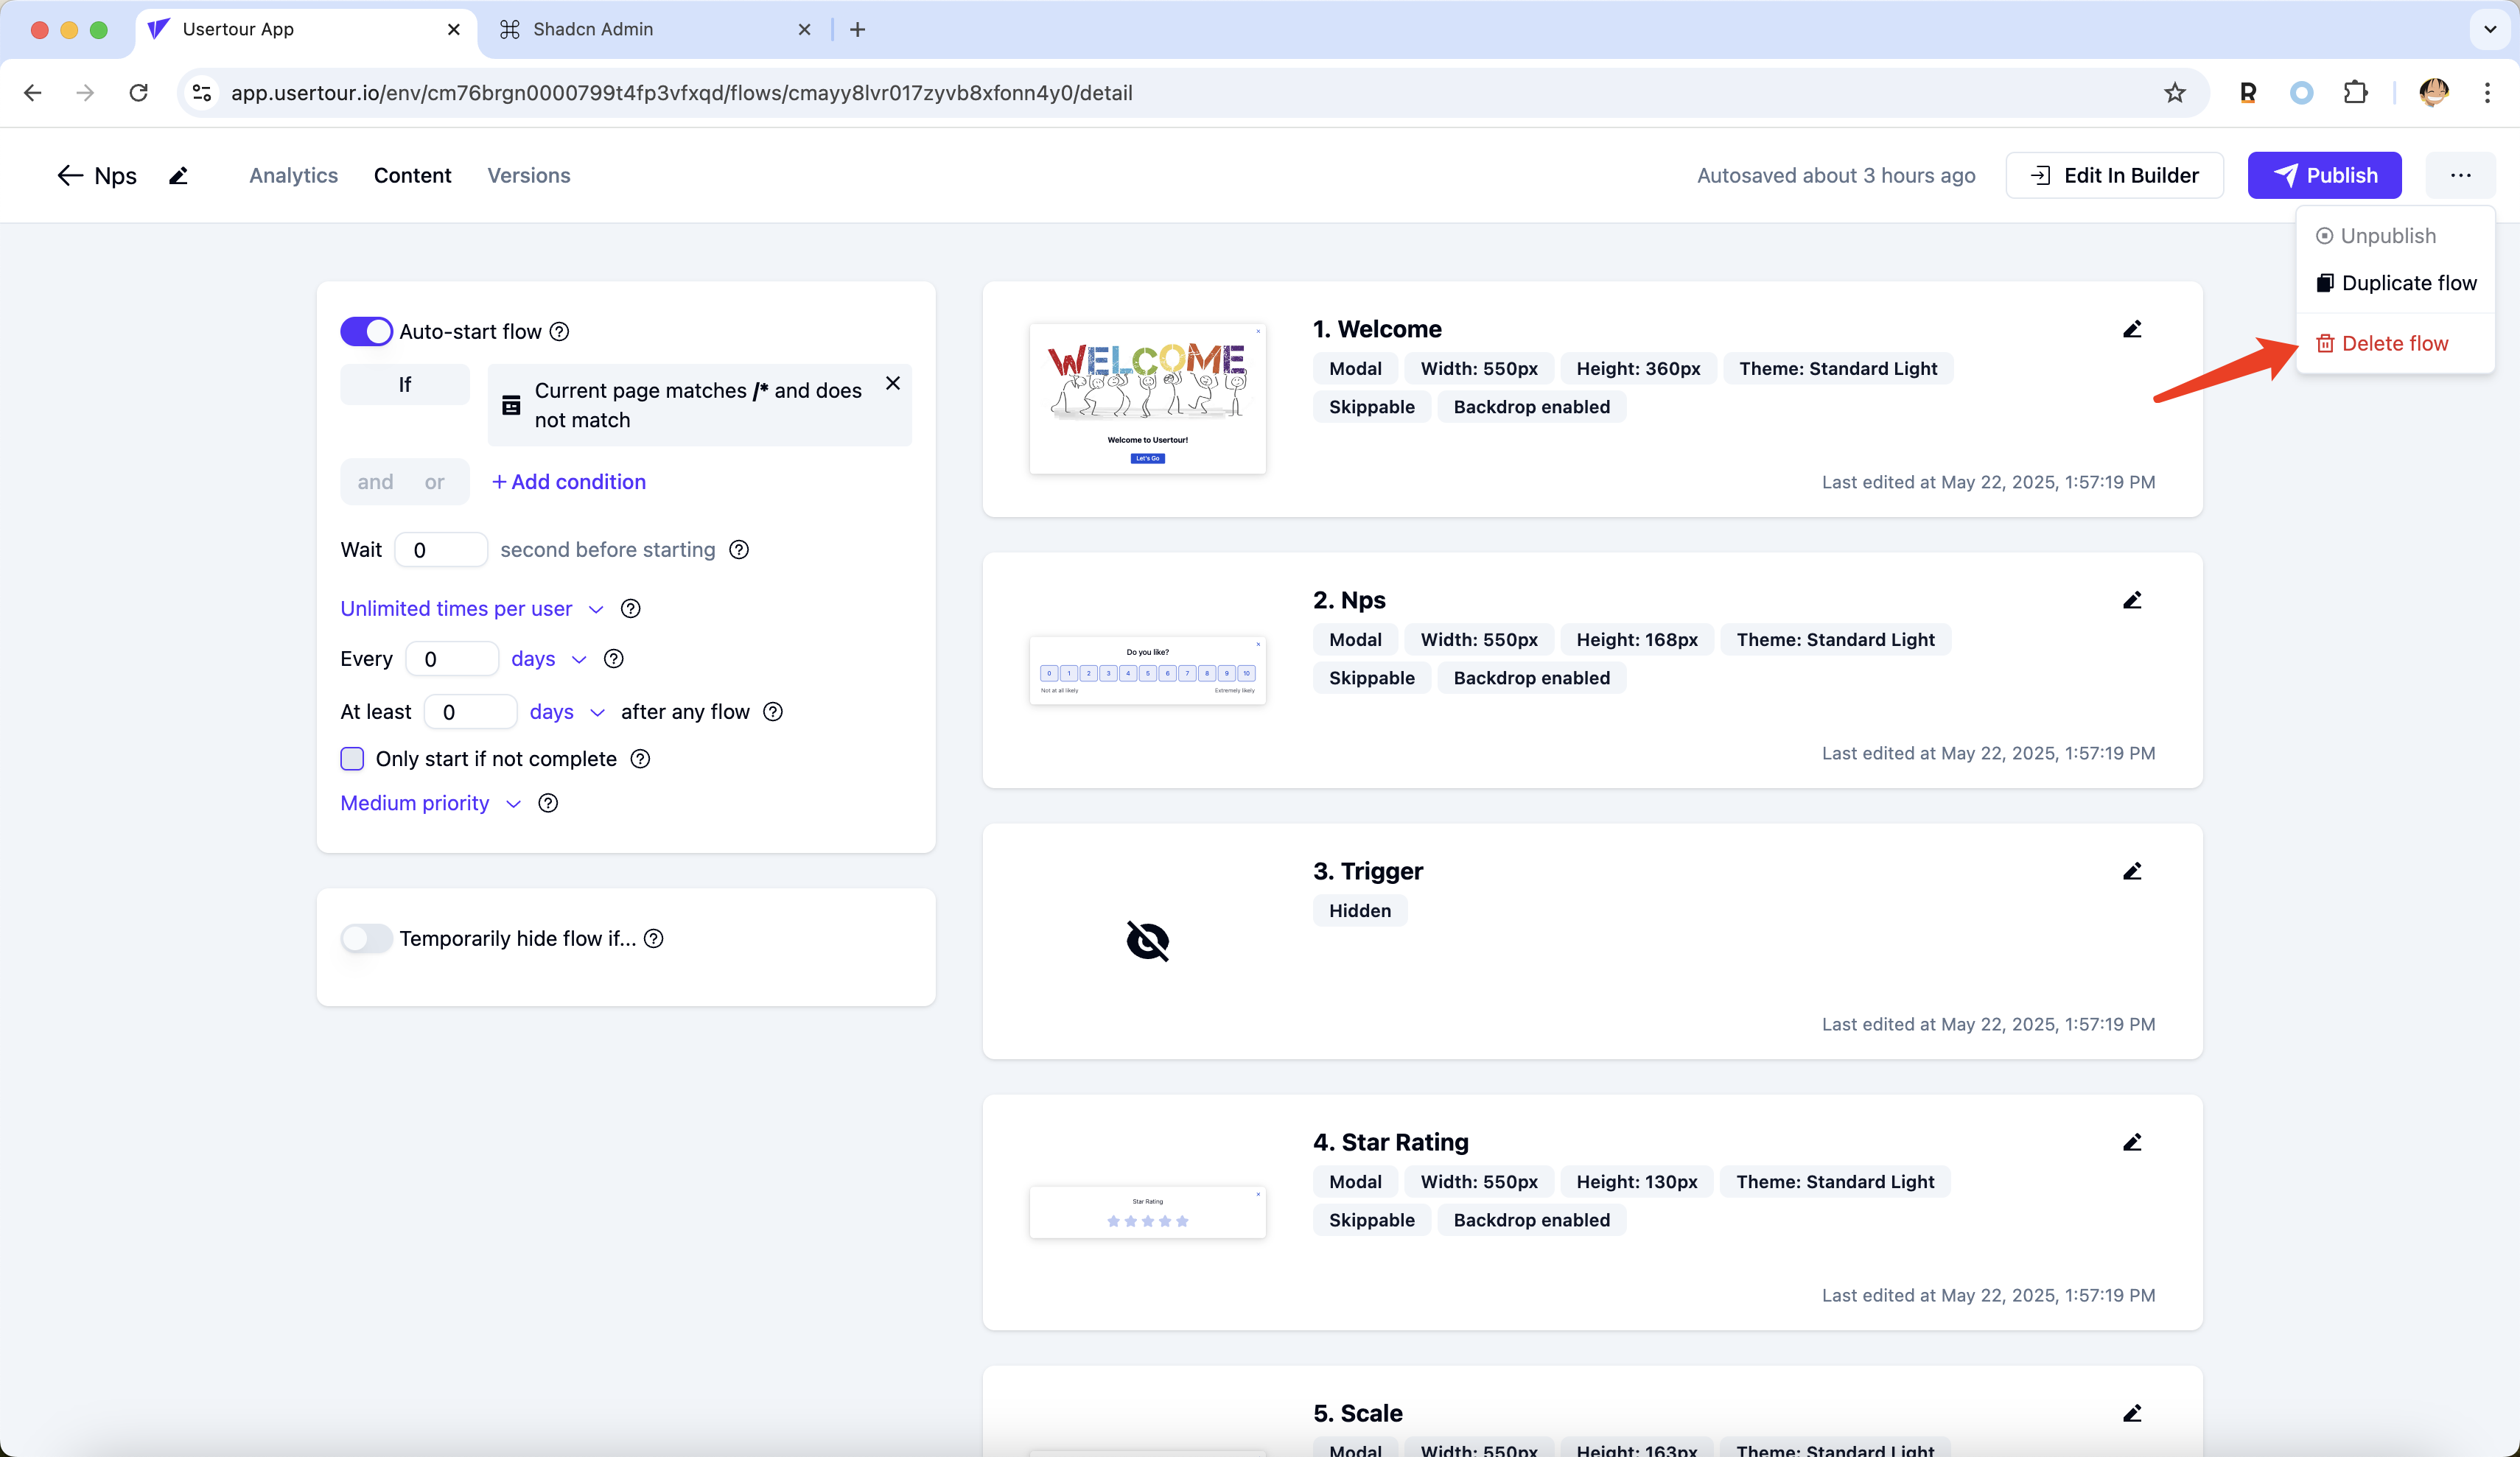 Usertour App
Shadcn Admin
app.usertour.io/env/cm76brgn0000799t4fp3vfxqd/flows/cmayy8lvr017zyvb8xfonn4y0/detail
Nps
Analytics
Content
Versions
Autosaved about 3 hours ago
Edit In Builder
Publish
Unpublish
Duplicate flow
Delete flow
Auto-start flow
If
Current page matches /* and does
not match
and or
+ Add condition
Wait 0 second before starting
Unlimited times per user
Every 0 days
At least 0 days after any flow
Only start if not complete
Medium priority
Temporarily hide flow if...
WELCOME
Welcome to Usertour!
Let's Go
1. Welcome
Modal Width: 550px Height: 360px Theme: Standard Light
Skippable Backdrop enabled
Last edited at May 22, 2025, 1:57:19 PM
Do you like?
0 1 2 3 4 5 6 7 8 9 10
Not at all likely Extremely likely
2. Nps
Modal Width: 550px Height: 168px Theme: Standard Light
Skippable Backdrop enabled
Last edited at May 22, 2025, 1:57:19 PM
3. Trigger
Hidden
Last edited at May 22, 2025, 1:57:19 PM
Star Rating
4. Star Rating
Modal Width: 550px Height: 130px Theme: Standard Light
Skippable Backdrop enabled
Last edited at May 22, 2025, 1:57:19 PM
5. Scale
Modal Width: 550px Height: 163px Theme: Standard Light